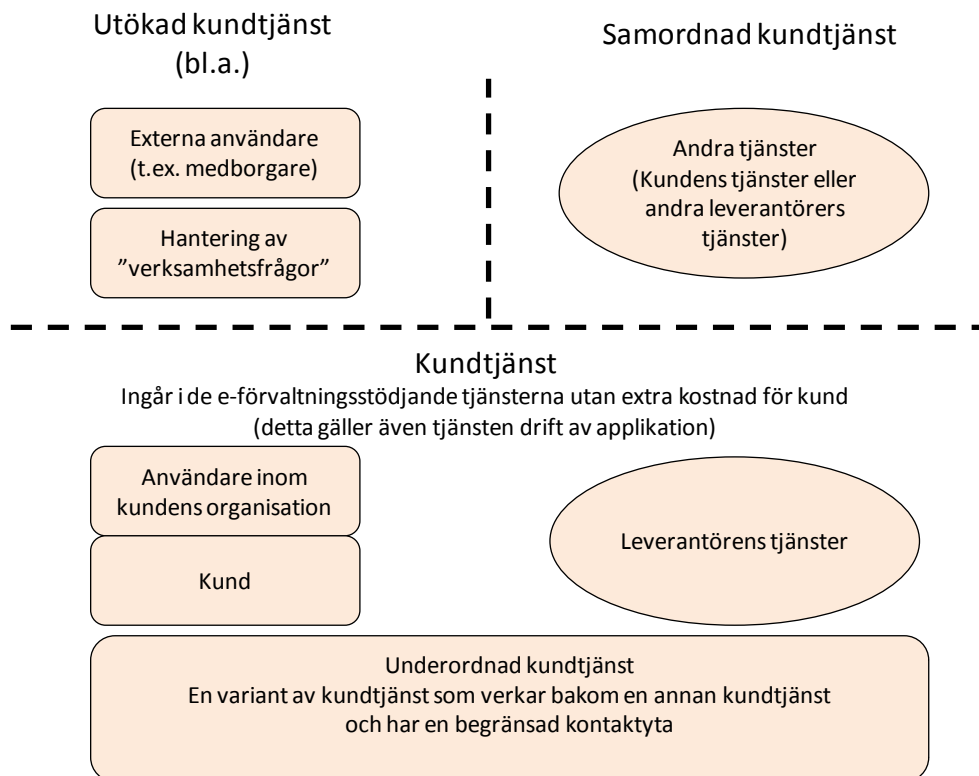 Utökad kundtjänst
(bl.a.)
Samordnad kundtjänst
Externa användare
(t.ex. medborgare)
Hantering av
”verksamhetsfrågor”
Andra tjänster
(Kundens tjänster eller
andra leverantörers
tjänster)
Kundtjänst
Ingår i de e-förvaltningsstödjande tjänsterna utan extra kostnad för kund
(detta gäller även tjänsten drift av applikation)
Användare inom
kundens organisation
Kund
Leverantörens tjänster
Underordnad kundtjänst
En variant av kundtjänst som verkar bakom en annan kundtjänst
och har en begränsad kontaktyta